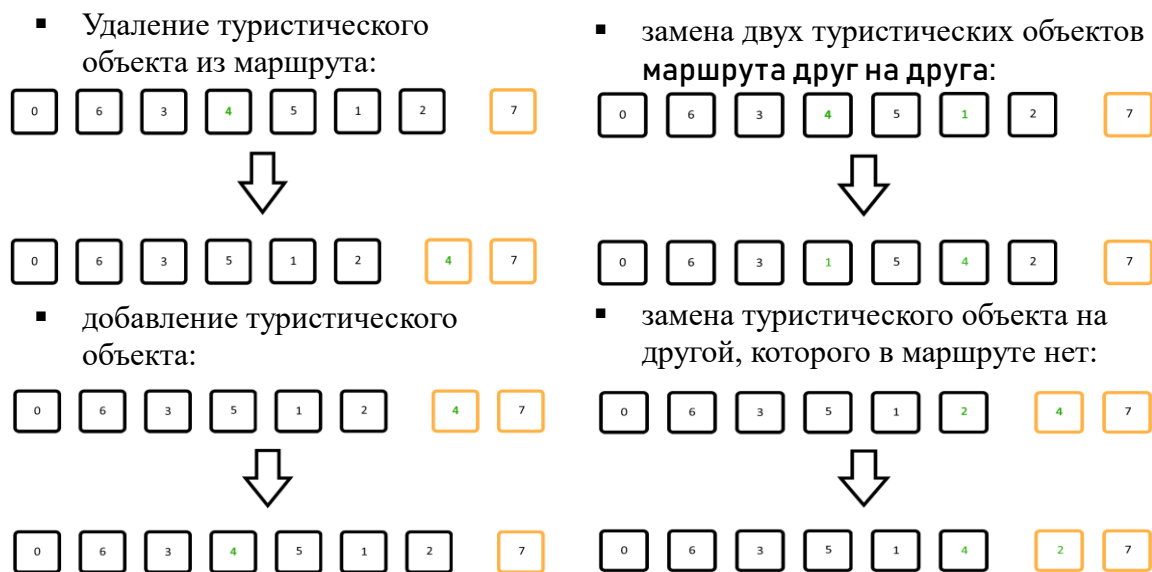 ▪ Удаление туристического
объекта из маршрута:
0 6 3 4 5 1 2 7
0 6 3 5 1 2 4 7
▪ добавление туристического
объекта:
0 6 3 5 1 2 4 7
0 6 3 4 5 1 2 7
▪ замена двух туристических объектов
маршрута друг на друга:
0 6 3 4 5 1 2 7
0 6 3 1 5 4 2 7
▪ замена туристического объекта на
другой, которого в маршруте нет:
0 6 3 5 1 2 4 7
0 6 3 5 1 4 2 7